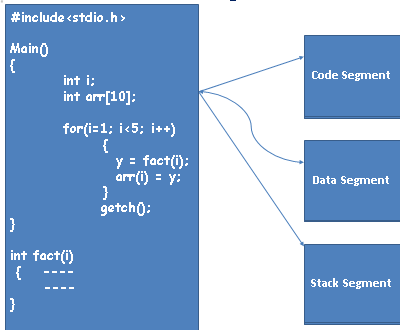 #include<stdio.h>
Main()
{
int i;
int arr[10];
for(i=1; i<5; i++)
{
y = fact(i);
arr(i) = y;
}
getch();
}
int fact(i)
{ ----
----
}
Code Segment
Data Segment
Stack Segment